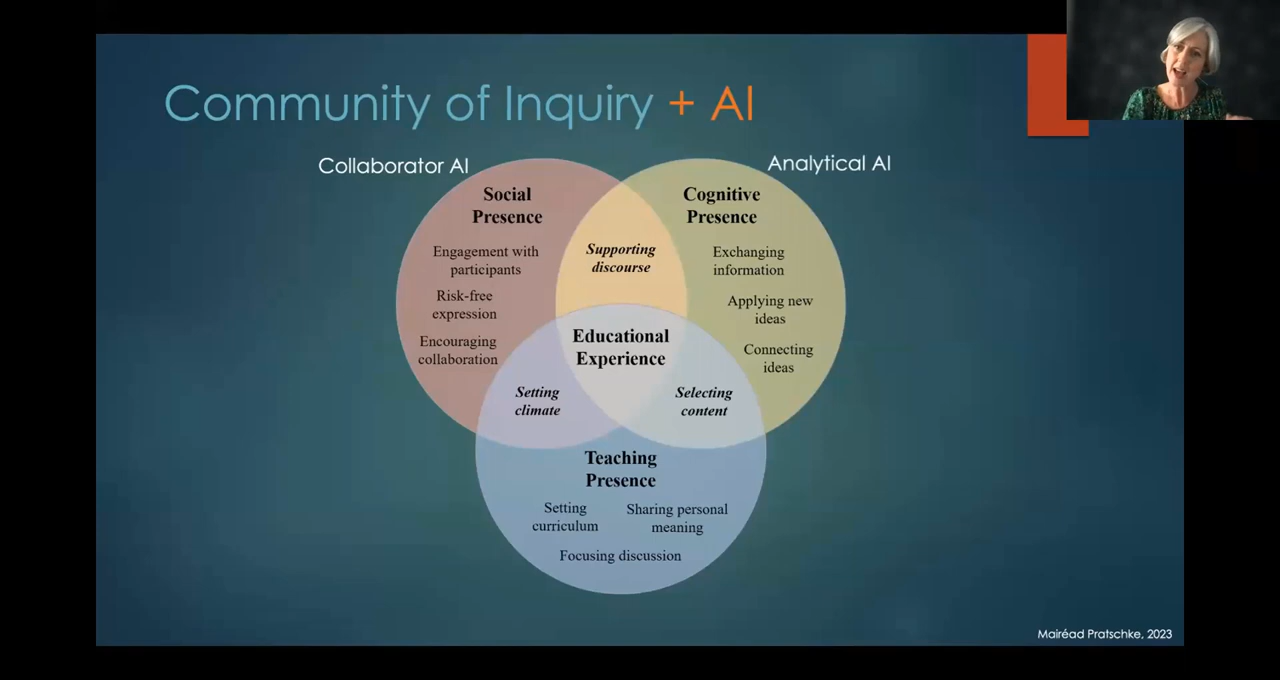 Community of Inquiry + AI
Collaborator AI
Analytical AI
Social
Presence
Cognitive
Presence
Engagement with
participants
Risk-free
expression
Encouraging
collaboration
Supporting
discourse
Exchanging
information
Applying new
ideas
Connecting
ideas
Educational
Experience
Setting
climate
Selecting
content
Teaching
Presence
Setting
curriculum
Sharing personal
meaning
Focusing discussion
Mairéad Pratschke, 2023